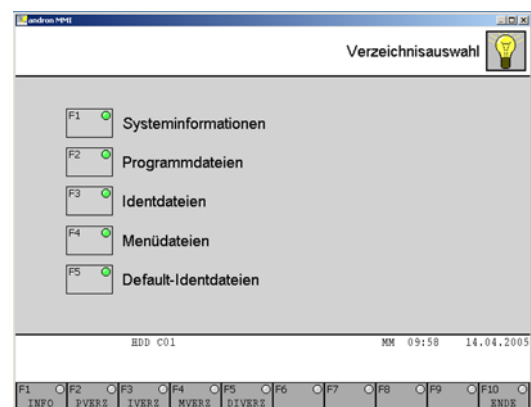 andron MMI
Verzeichnisauswahl
F1 Systeminformationen
F2 Programmdateien
F3 Identdateien
F4 Menüdateien
F5 Default-Identdateien
HDD C01 MM 09:58 14.04.2005
F1 F2 F3 F4 F5 F6 F7 F8 F9 F10
INFO PVERZ IVERZ MVERZ DIVERZ ENDE